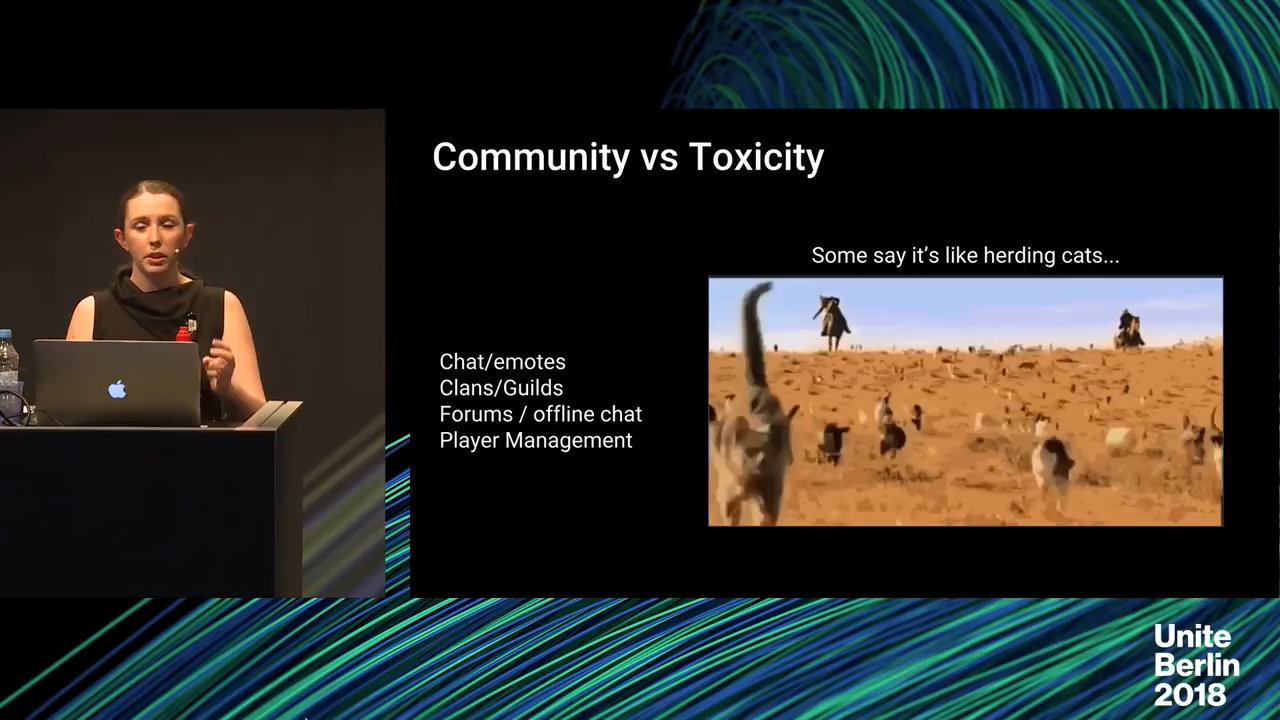 Community vs Toxicity
Some say it's like herding cats...
Chat/emotes
Clans/Guilds
Forums / offline chat
Player Management
Unite
Berlin
2018